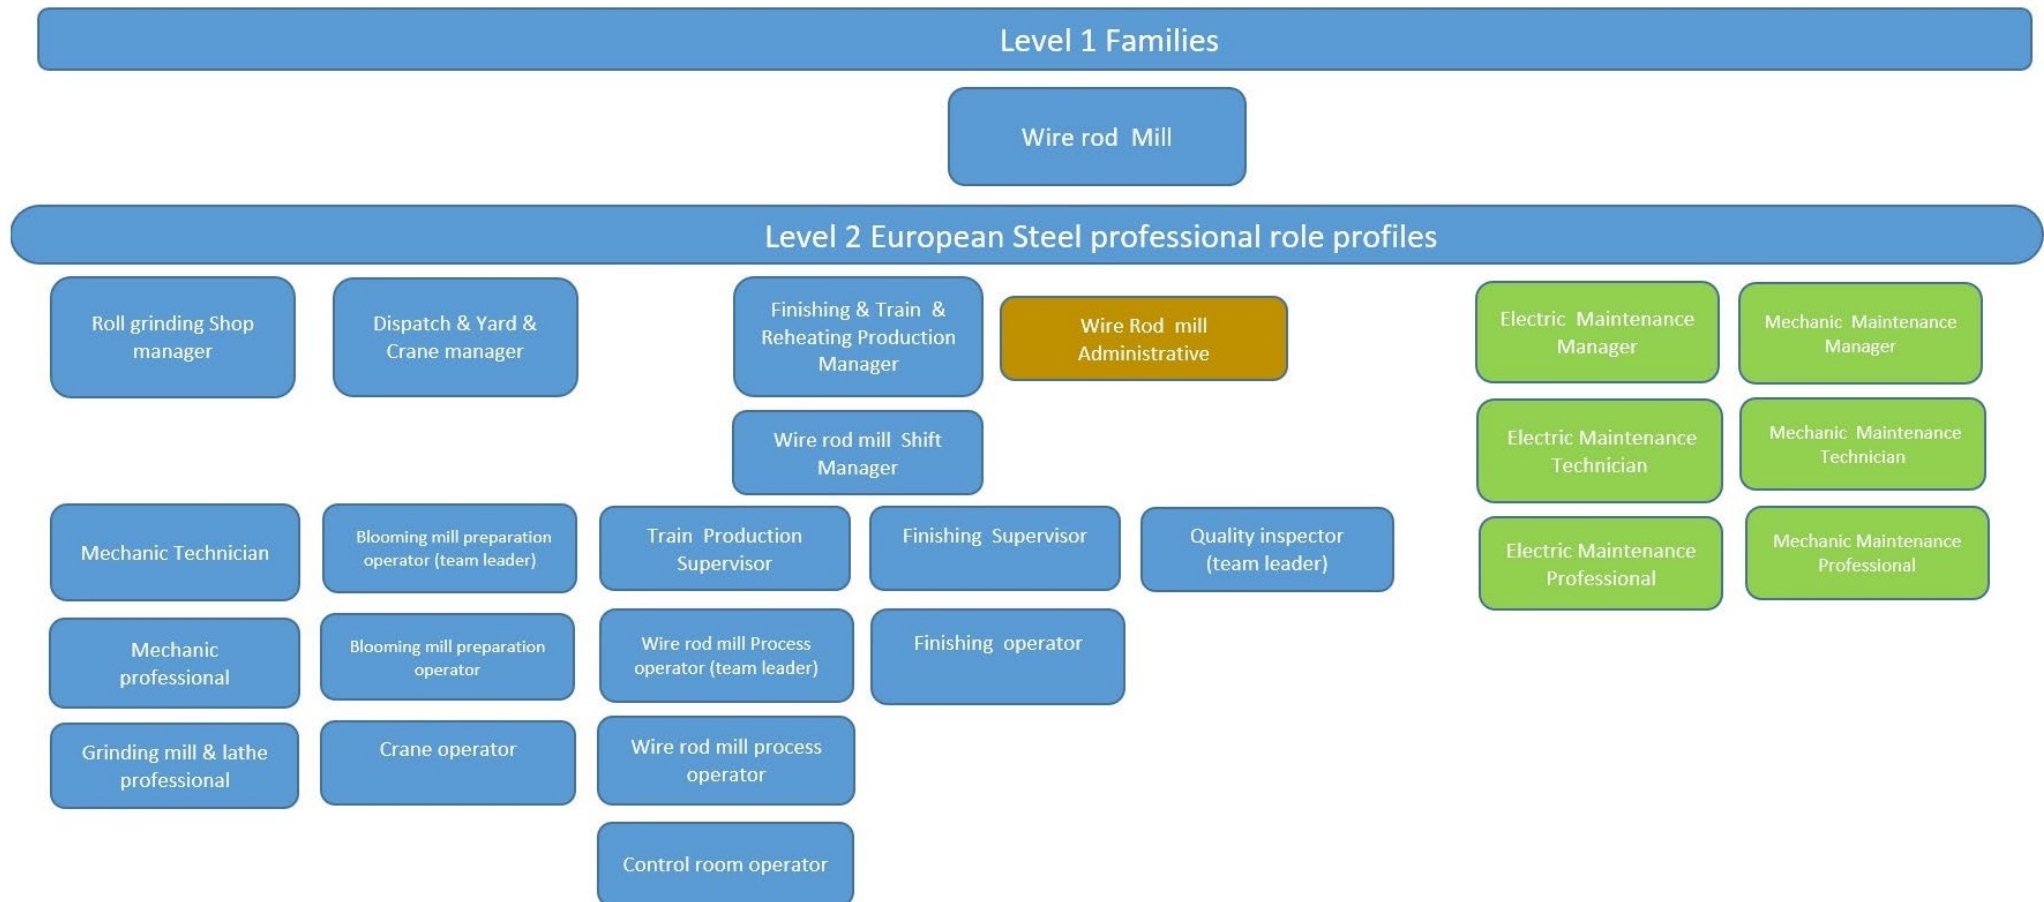 Level 1 Families
Wire rod Mill
Level 2 European Steel professional role profiles
Roll grinding Shop
manager
Dispatch & Yard &
Crane manager
Finishing & Train &
Reheating Production
Manager
Wire Rod mill
Administrative
Electric Maintenance
Manager
Mechanic Maintenance
Manager
Wire rod mill Shift
Manager
Electric Maintenance
Technician
Mechanic Maintenance
Technician
Mechanic Technician
Blooming mill preparation
operator (team leader)
Train Production
Supervisor
Finishing Supervisor
Quality inspector
(team leader)
Electric Maintenance
Professional
Mechanic Maintenance
Professional
Mechanic
professional
Blooming mill preparation
operator
Wire rod mill Process
operator (team leader)
Finishing operator
Grinding mill & lathe
professional
Crane operator
Wire rod mill process
operator
Control room operator